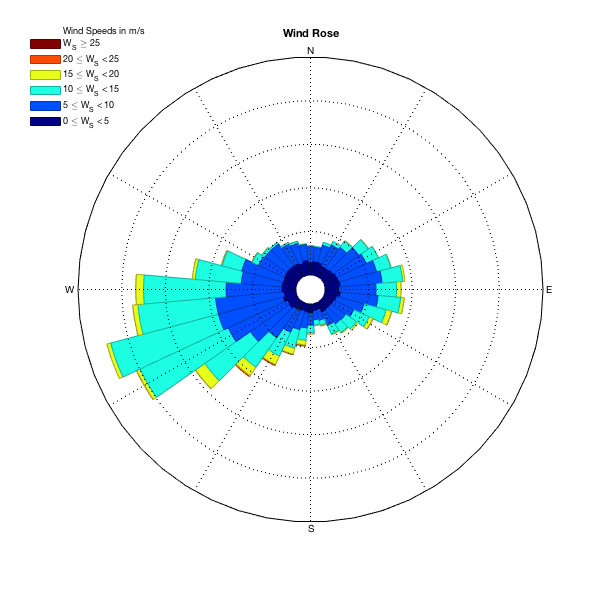 Wind Rose
Wind Speeds in m/s
W_S ≥ 25
20 ≤ W_S < 25
15 ≤ W_S < 20
10 ≤ W_S < 15
5 ≤ W_S < 10
0 ≤ W_S < 5
N
W
E
S